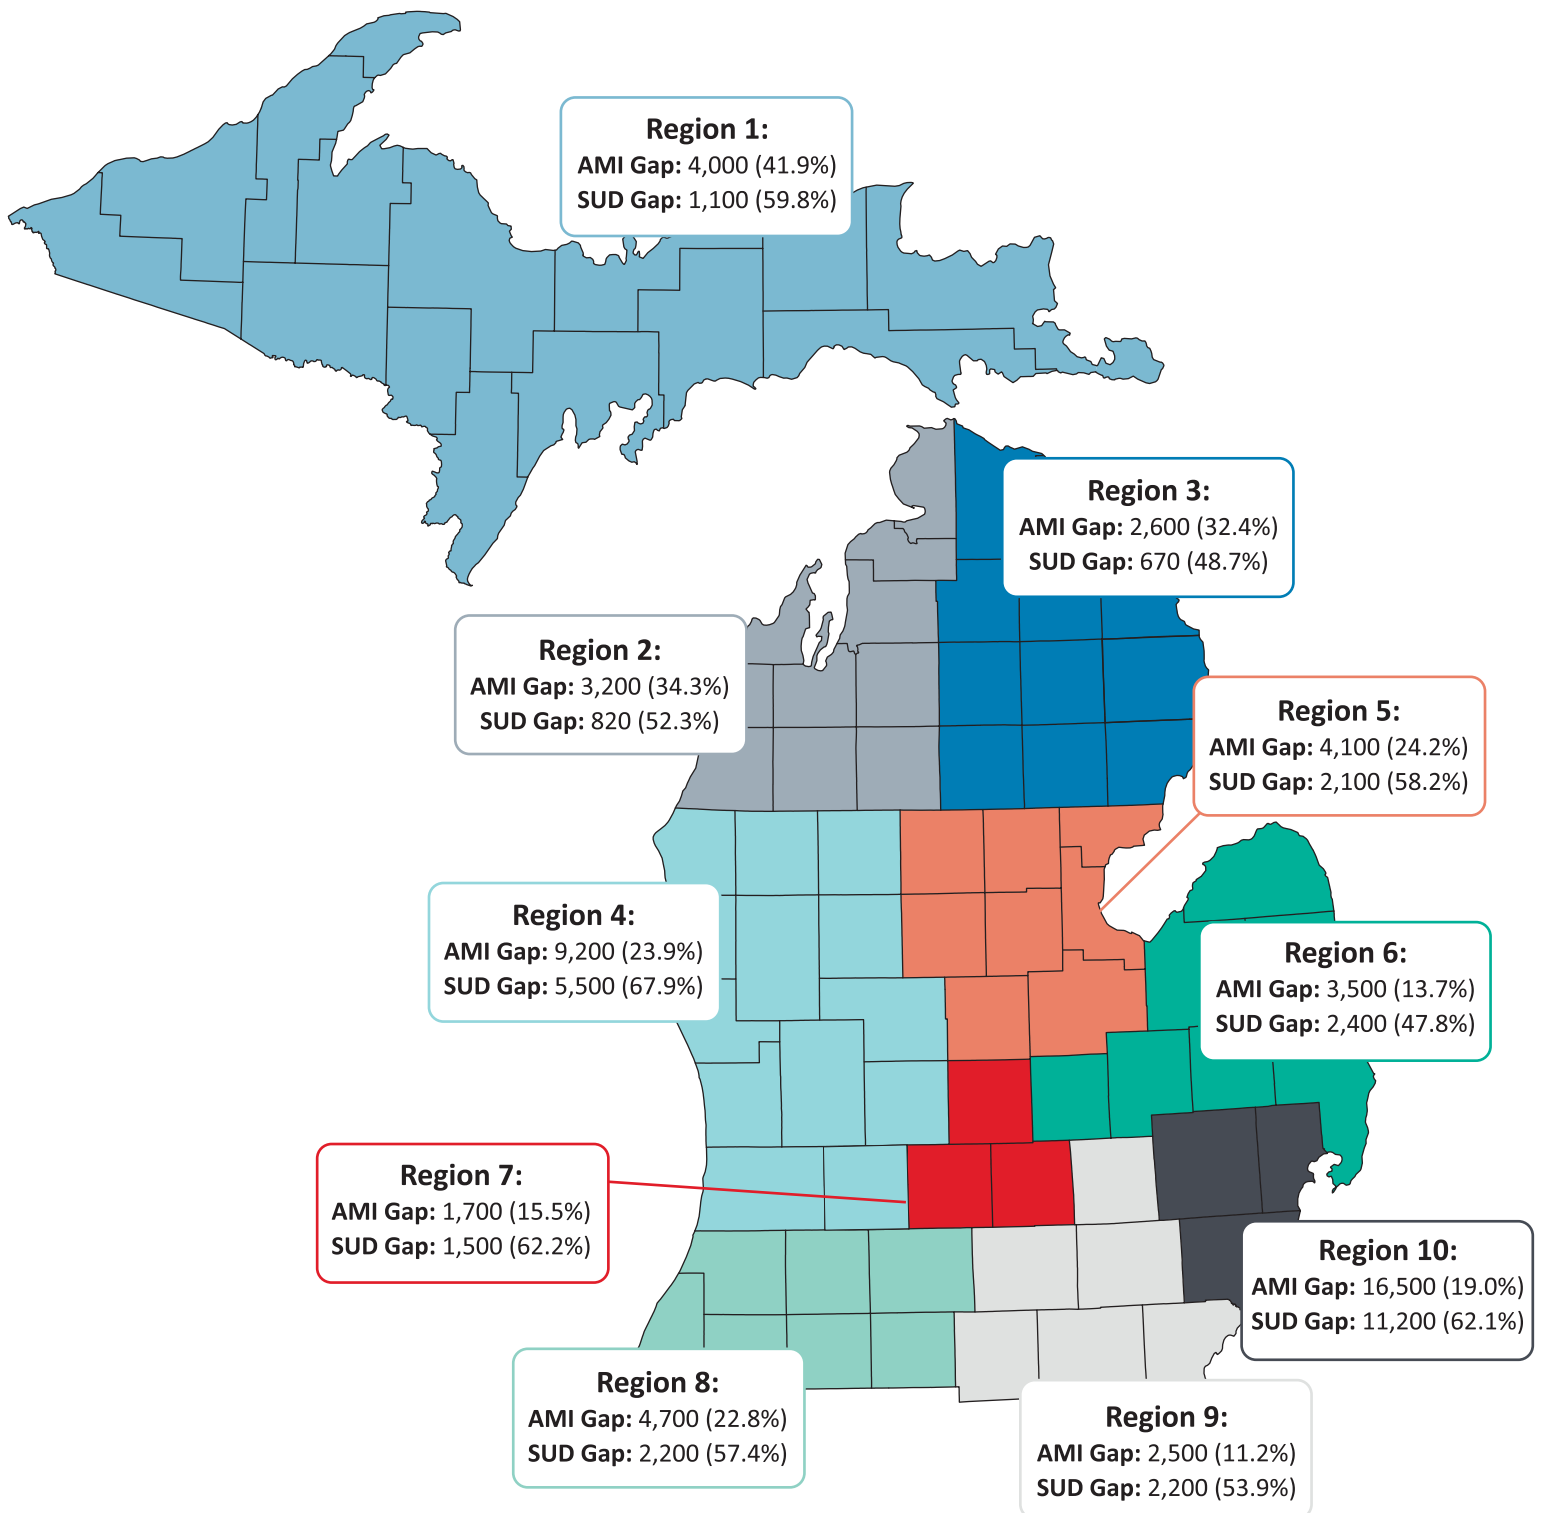 Region 1:
AMI Gap: 4,000 (41.9%)
SUD Gap: 1,100 (59.8%)
Region 3:
AMI Gap: 2,600 (32.4%)
SUD Gap: 670 (48.7%)
Region 2:
AMI Gap: 3,200 (34.3%)
SUD Gap: 820 (52.3%)
Region 5:
AMI Gap: 4,100 (24.2%)
SUD Gap: 2,100 (58.2%)
Region 4:
AMI Gap: 9,200 (23.9%)
SUD Gap: 5,500 (67.9%)
Region 6:
AMI Gap: 3,500 (13.7%)
SUD Gap: 2,400 (47.8%)
Region 7:
AMI Gap: 1,700 (15.5%)
SUD Gap: 1,500 (62.2%)
Region 10:
AMI Gap: 16,500 (19.0%)
SUD Gap: 11,200 (62.1%)
Region 8:
AMI Gap: 4,700 (22.8%)
SUD Gap: 2,200 (57.4%)
Region 9:
AMI Gap: 2,500 (11.2%)
SUD Gap: 2,200 (53.9%)